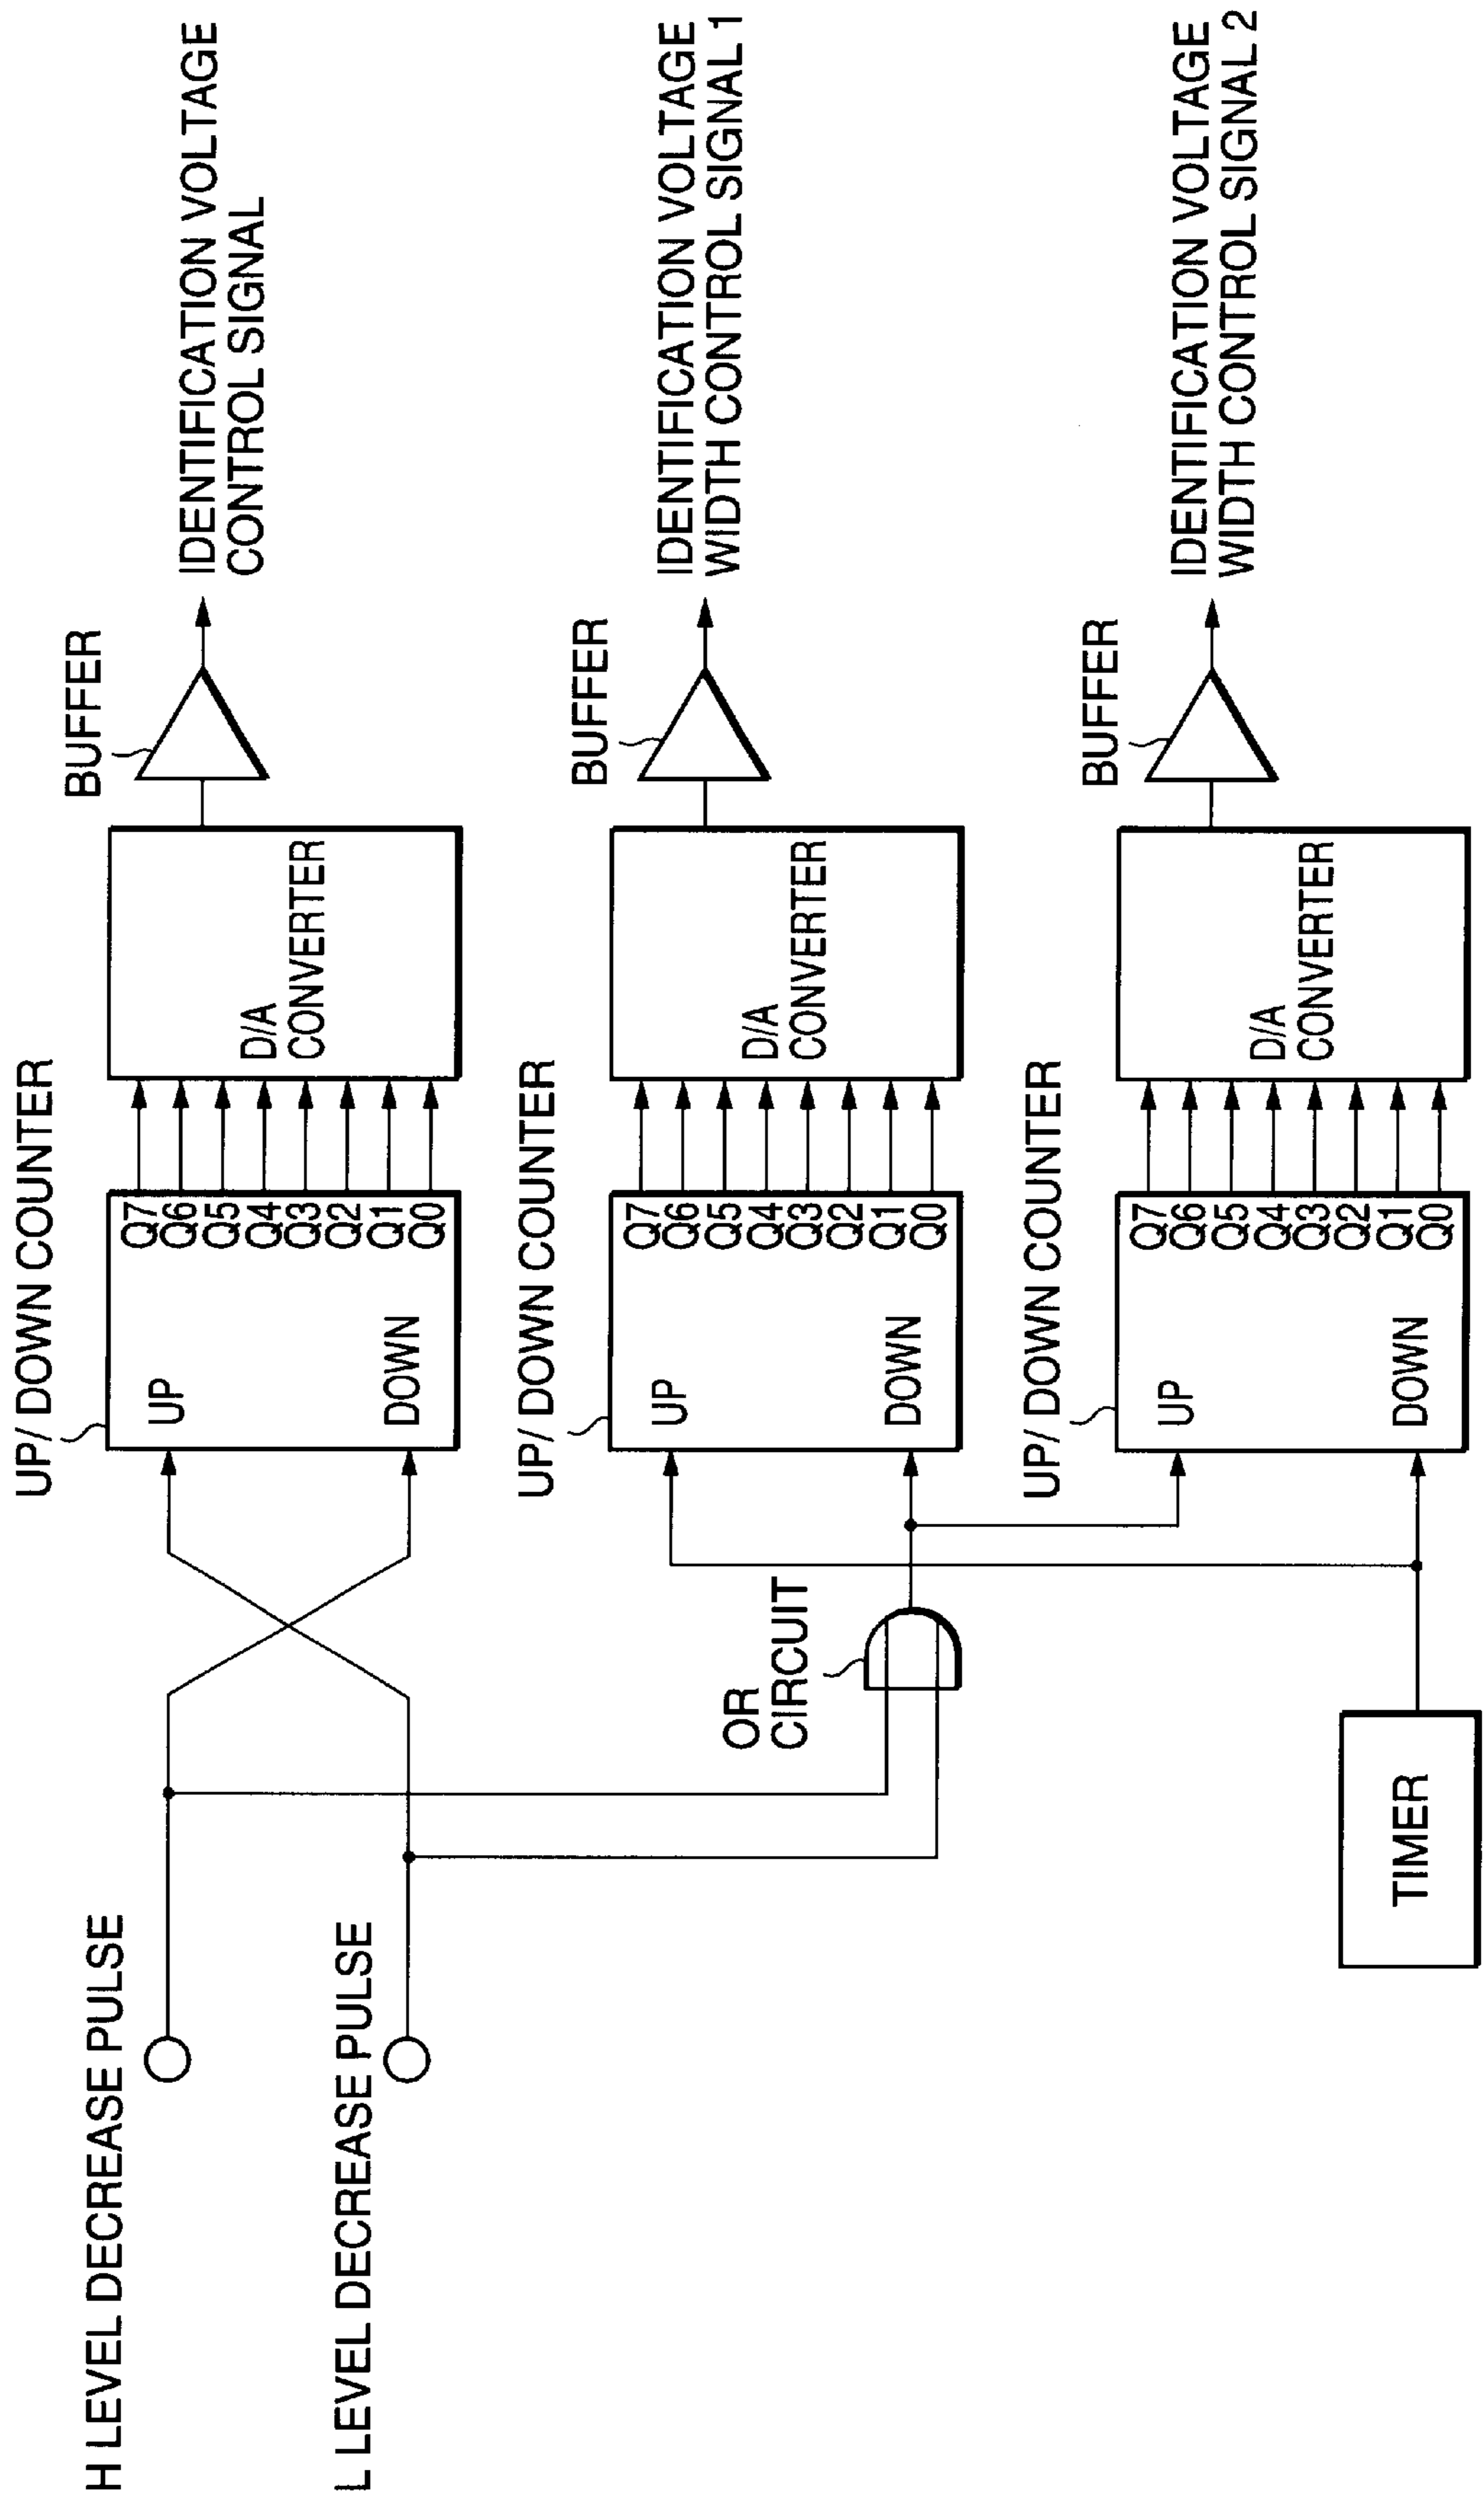 H LEVEL DECREASE PULSE
L LEVEL DECREASE PULSE
UP/ DOWN COUNTER
UP
DOWN
Q7
Q6
Q5
Q4
Q3
Q2
Q1
Q0
D/A
CONVERTER
BUFFER
IDENTIFICATION VOLTAGE
CONTROL SIGNAL
OR
CIRCUIT
UP/ DOWN COUNTER
UP
DOWN
Q7
Q6
Q5
Q4
Q3
Q2
Q1
Q0
D/A
CONVERTER
BUFFER
IDENTIFICATION VOLTAGE
WIDTH CONTROL SIGNAL 1
TIMER
UP/ DOWN COUNTER
UP
DOWN
Q7
Q6
Q5
Q4
Q3
Q2
Q1
Q0
D/A
CONVERTER
BUFFER
IDENTIFICATION VOLTAGE
WIDTH CONTROL SIGNAL 2